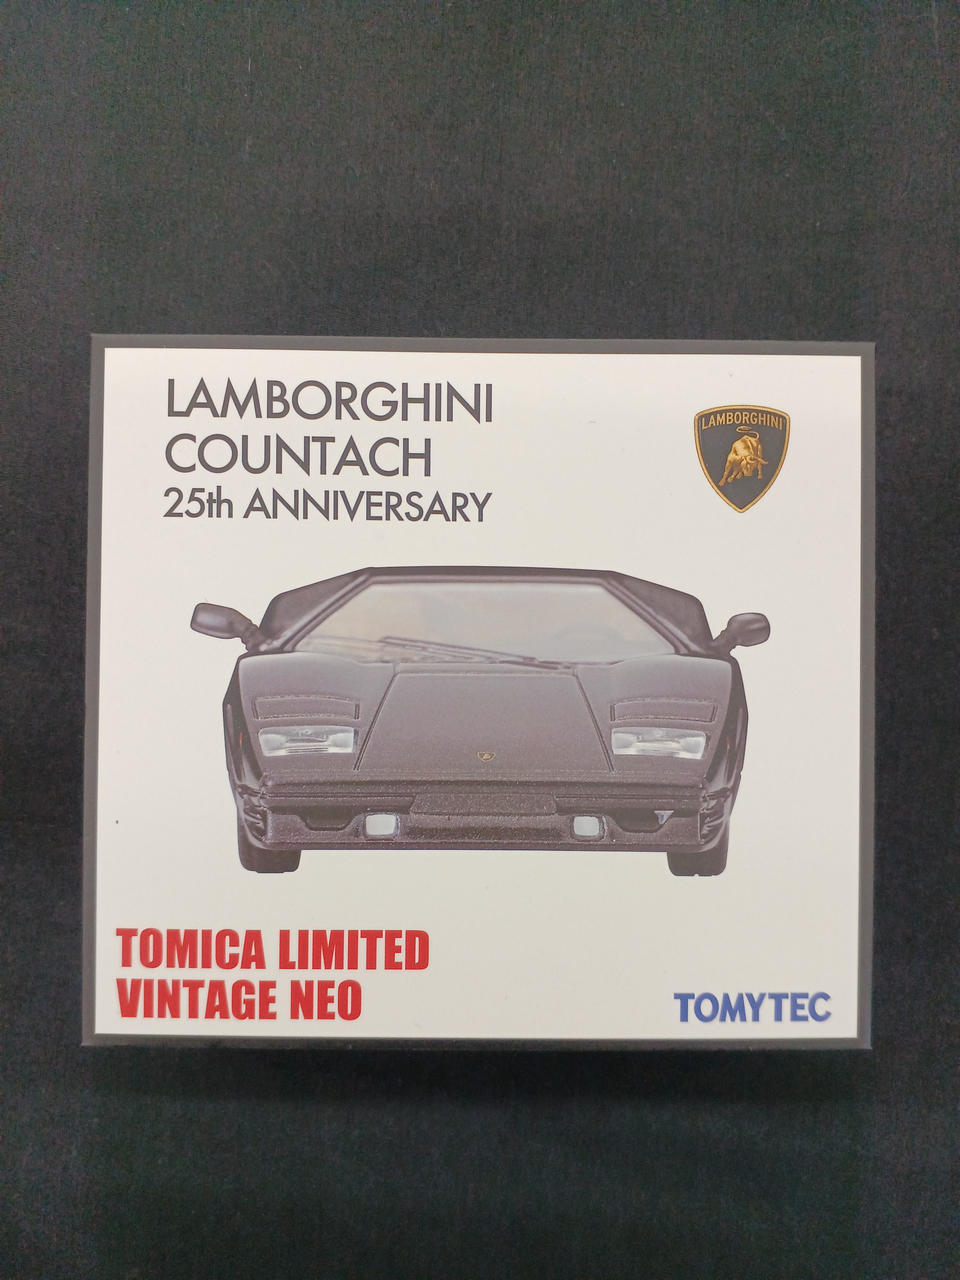 LAMBORGHINI
COUNTACH
25th ANNIVERSARY
LAMBORGHINI
TOMICA LIMITED
VINTAGE NEO
TOMYTEC